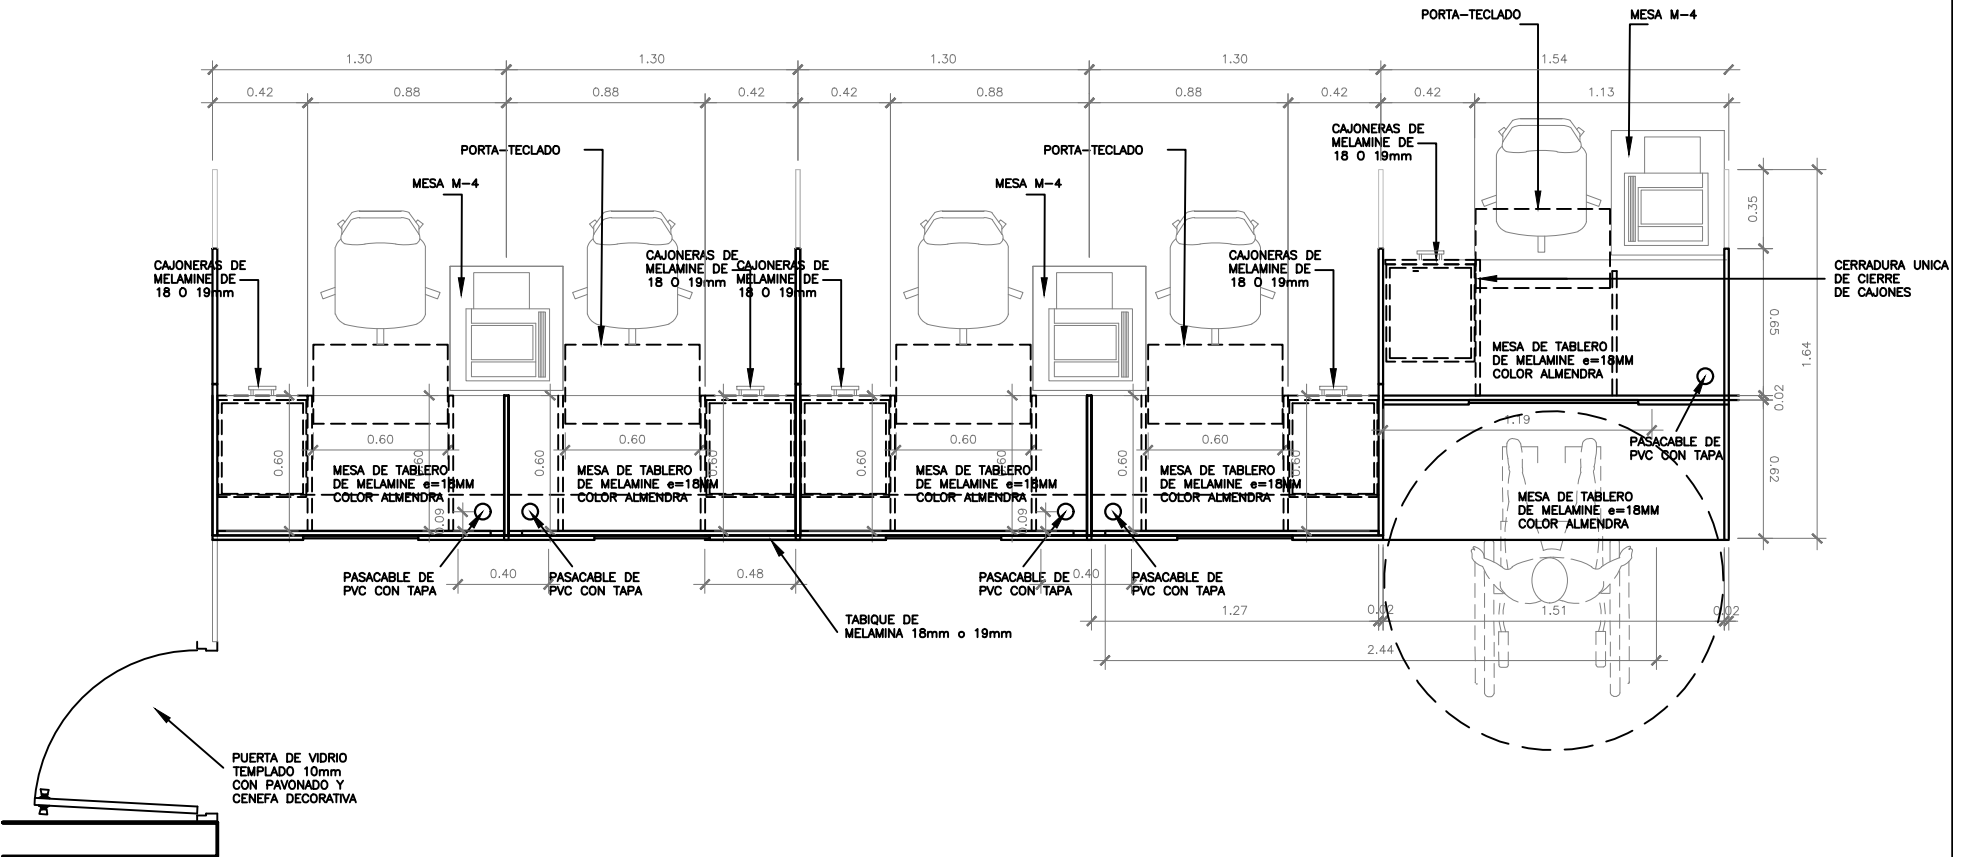 PORTA-TECLADO
MESA M-4
1.30
1.30
1.30
1.30
1.54
0.42
0.88
0.88
0.42
0.42
0.88
0.88
0.42
0.42
1.13
CAJONERAS DE
MELAMINE DE
18 O 19mm
PORTA-TECLADO
PORTA-TECLADO
MESA M-4
MESA M-4
0.35
CAJONERAS DE
MELAMINE DE
18 O 19mm
CAJONERAS DE
MELAMINE DE
18 O 19mm
CAJONERAS DE
MELAMINE DE
18 O 19mm
CAJONERAS DE
MELAMINE DE
18 O 19mm
CERRADURA UNICA
DE CIERRE
DE CAJONES
0.65
1.64
MESA DE TABLERO
DE MELAMINE e=18MM
COLOR ALMENDRA
0.02
1.19
PASACABLE DE
PVC CON TAPA
0.62
0.60
0.60
0.60
0.60
0.60
0.60
0.60
0.60
0.60
0.60
0.60
0.60
MESA DE TABLERO
DE MELAMINE e=18MM
COLOR ALMENDRA
MESA DE TABLERO
DE MELAMINE e=18MM
COLOR ALMENDRA
MESA DE TABLERO
DE MELAMINE e=18MM
COLOR ALMENDRA
MESA DE TABLERO
DE MELAMINE e=18MM
COLOR ALMENDRA
MESA DE TABLERO
DE MELAMINE e=18MM
COLOR ALMENDRA
0.09
0.09
PASACABLE DE
PVC CON TAPA
0.40
PASACABLE DE
PVC CON TAPA
0.48
PASACABLE DE
PVC CON TAPA
0.40
PASACABLE DE
PVC CON TAPA
TABIQUE DE
MELAMINA 18mm o 19mm
1.27
0.02
1.51
0.02
2.44
PUERTA DE VIDRIO
TEMPLADO 10mm
CON PAVONADO Y
CENEFA DECORATIVA